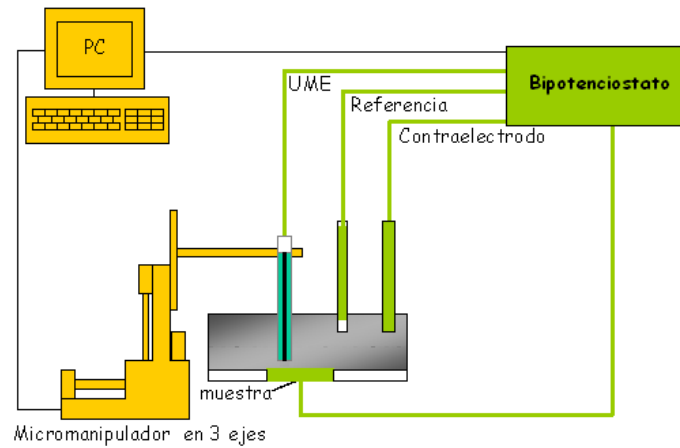 PC
UME
Bipotenciostato
Referencia
Contraelectrodo
muestra
Micromanipulador en 3 ejes